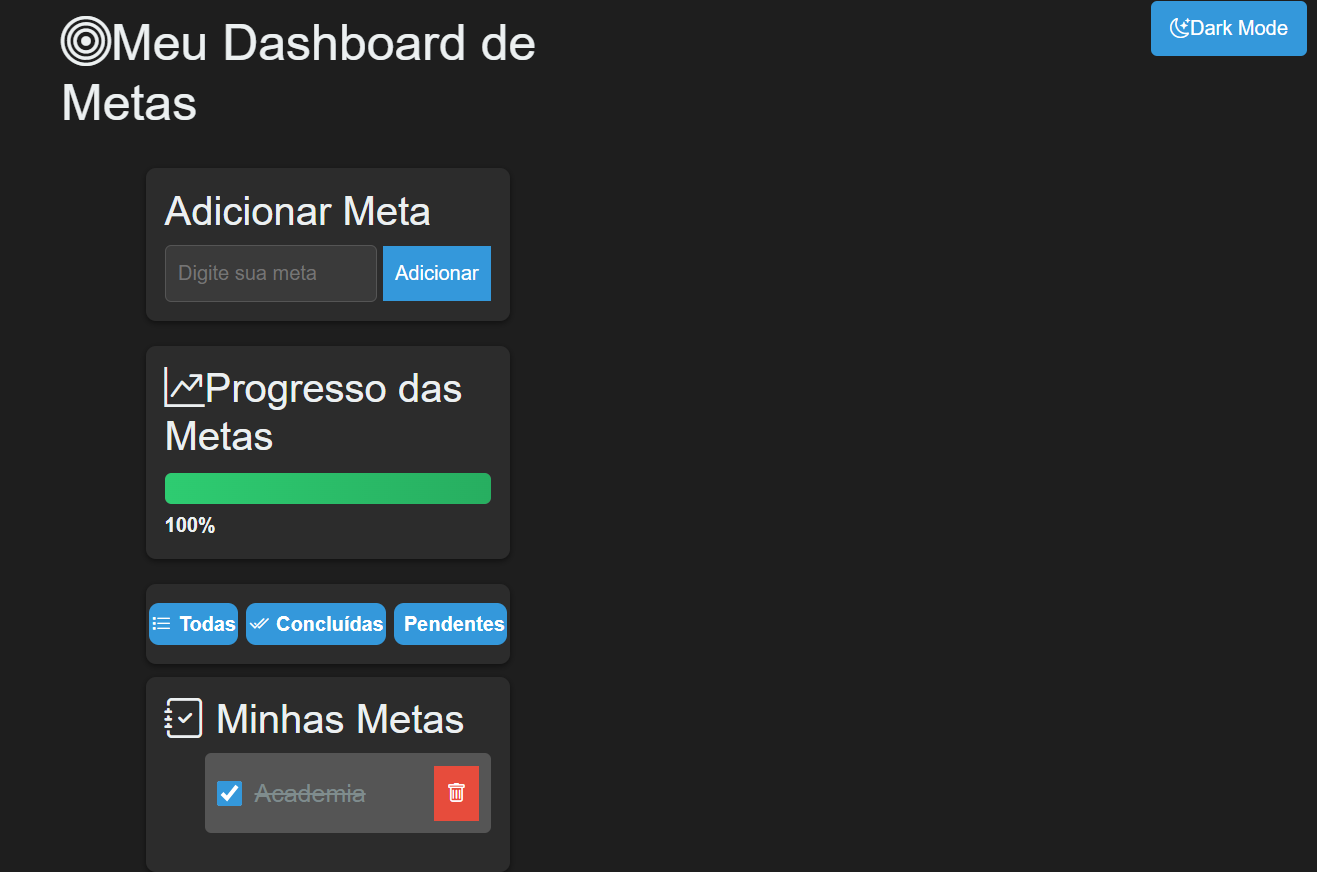 Meu Dashboard de
Metas
Dark Mode
Adicionar Meta
Digite sua meta
Adicionar
Progresso das
Metas
100%
Todas
Concluídas
Pendentes
Minhas Metas
Academia